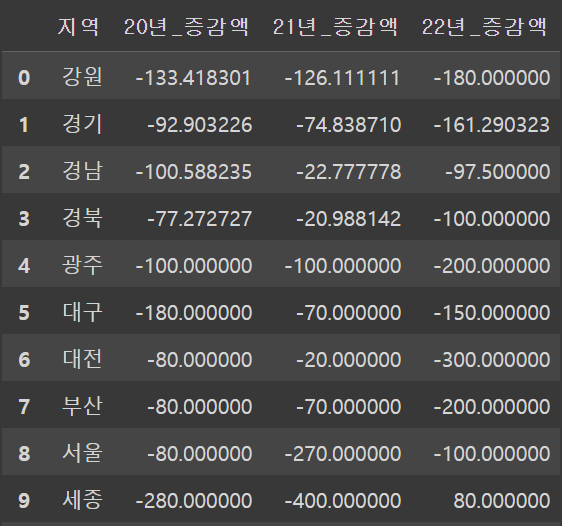 지역 20년_증감액 21년_증감액 22년_증감액
0 강원 -133.418301 -126.111111 -180.000000
1 경기 -92.903226 -74.838710 -161.290323
2 경남 -100.588235 -22.777778 -97.500000
3 경북 -77.272727 -20.988142 -100.000000
4 광주 -100.000000 -100.000000 -200.000000
5 대구 -180.000000 -70.000000 -150.000000
6 대전 -80.000000 -20.000000 -300.000000
7 부산 -80.000000 -70.000000 -200.000000
8 서울 -80.000000 -270.000000 -100.000000
9 세종 -280.000000 -400.000000 80.000000